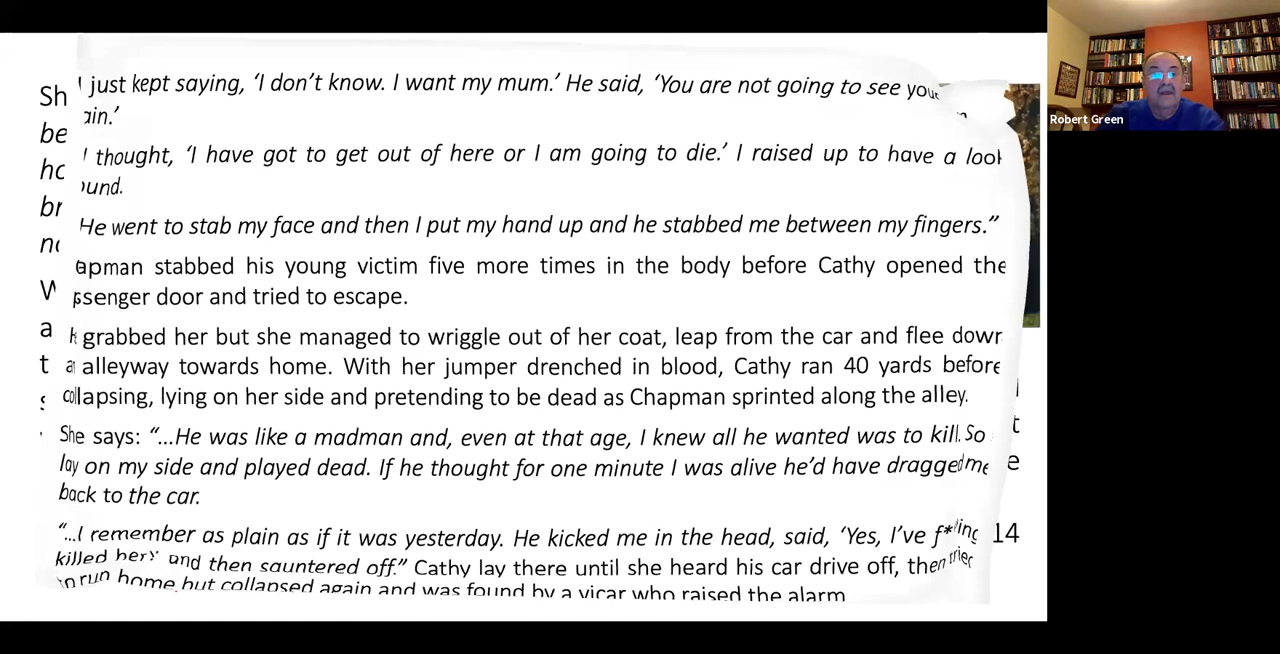 I just kept saying, ‘I don’t know. I want my mum.’ He said, ‘You are not going to see your
ain.’
I thought, ‘I have got to get out of here or I am going to die.’ I raised up to have a look
ound.
He went to stab my face and then I put my hand up and he stabbed me between my fingers.”
apman stabbed his young victim five more times in the body before Cathy opened the
ssenger door and tried to escape.
grabbed her but she managed to wriggle out of her coat, leap from the car and flee down
alleyway towards home. With her jumper drenched in blood, Cathy ran 40 yards before
collapsing, lying on her side and pretending to be dead as Chapman sprinted along the alley.
She says: “...He was like a madman and, even at that age, I knew all he wanted was to kill. So
lay on my side and played dead. If he thought for one minute I was alive he’d have dragged me
back to the car.
“...I remember as plain as if it was yesterday. He kicked me in the head, said, ‘Yes, I’ve f**ing
killed her!’ and then sauntered off.” Cathy lay there until she heard his car drive off, then tried
to run home but collapsed again and was found by a vicar who raised the alarm
Sh
be
ho
br
no
W
a
t
14
Robert Green